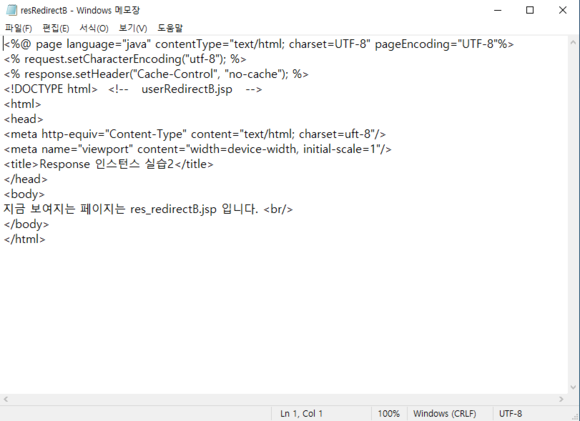 resRedirectB - Windows 메모장
파일(F) 편집(E) 서식(O) 보기(V) 도움말
<%@ page language="java" contentType="text/html; charset=UTF-8" pageEncoding="UTF-8"%>
<% request.setCharacterEncoding("utf-8"); %>
<% response.setHeader("Cache-Control", "no-cache"); %>
<!DOCTYPE html> <!-- userRedirectB.jsp -->
<html>
<head>
<meta http-equiv="Content-Type" content="text/html; charset=uft-8"/>
<meta name="viewport" content="width=device-width, initial-scale=1"/>
<title>Response 인스턴스 실습2</title>
</head>
<body>
지금 보여지는 페이지는 res_redirectB.jsp 입니다. <br/>
</body>
</html>
Ln 1, Col 1 100% Windows (CRLF) UTF-8